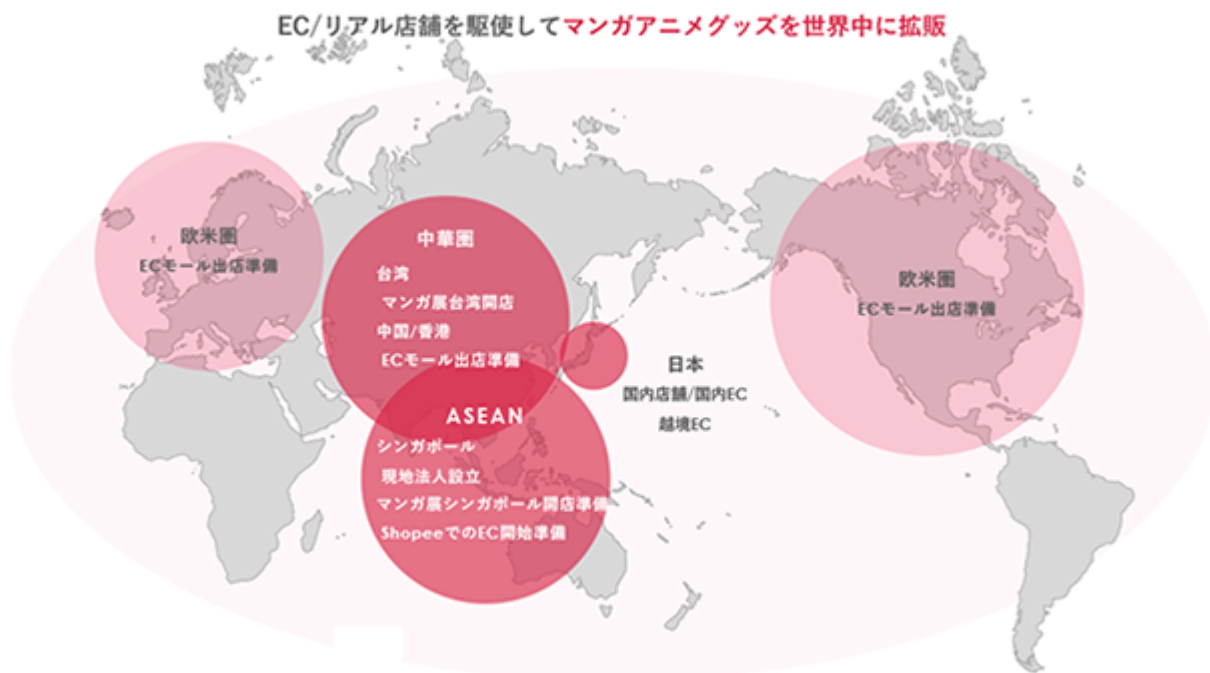 EC/リアル店舗を駆使してマンガアニメグッズを世界中に拡販
欧米圏
ECモール出店準備
中華圏
台湾
マンガ展台湾開店
中国/香港
ECモール出店準備
ASEAN
シンガポール
現地法人設立
マンガ展シンガポール開店準備
ShopeeでのEC開始準備
日本
国内店舗/国内EC
越境EC
欧米圏
ECモール出店準備